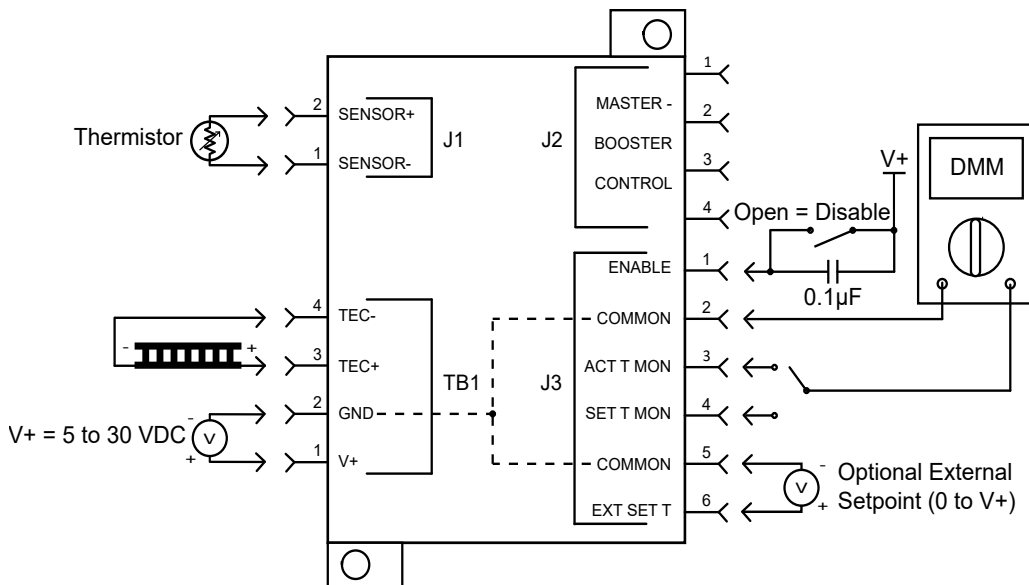 Thermistor
2
SENSOR+
1
SENSOR-
J1
J2
1
MASTER -
2
BOOSTER
3
CONTROL
4
V+
DMM
Open = Disable
0.1µF
ENABLE
1
COMMON
2
ACT T MON
3
SET T MON
4
COMMON
5
EXT SET T
6
J3
4
TEC-
3
TEC+
2
GND
1
V+
TB1
-
+
V+ = 5 to 30 VDC
-
V
+
-
V
+
Optional External
Setpoint (0 to V+)